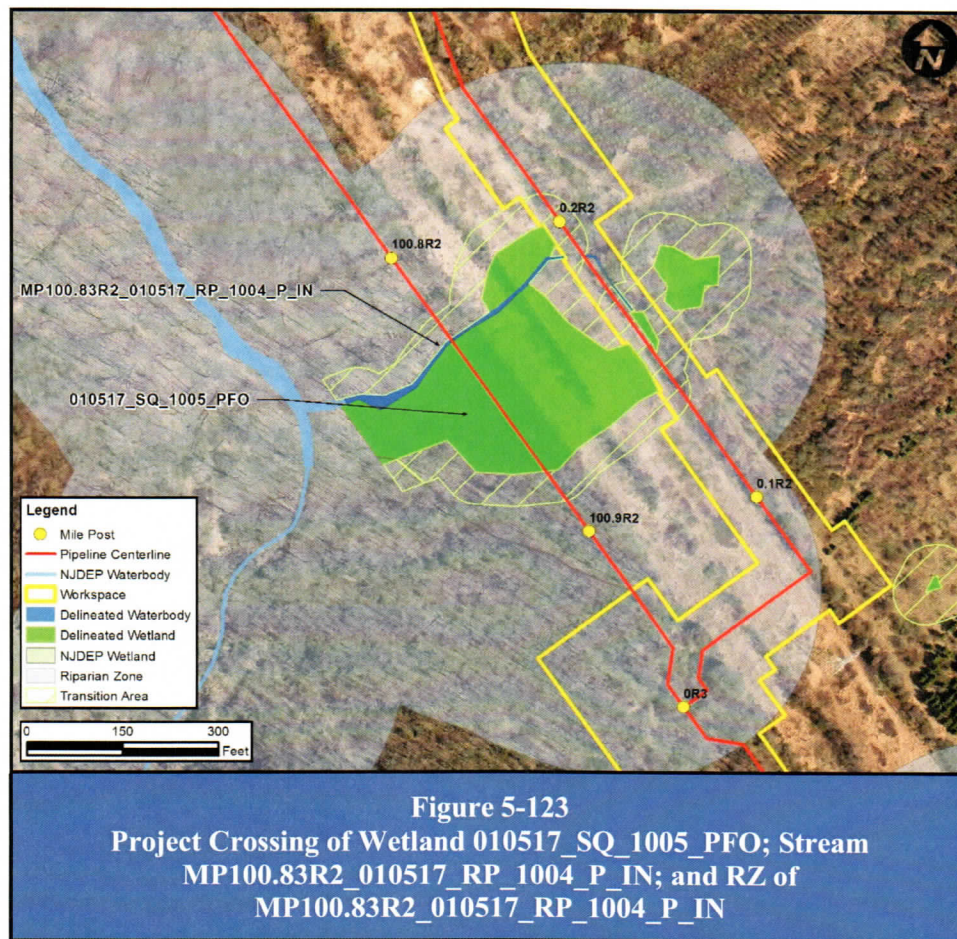 N
0.2R2
100.8R2
MP100.83R2_010517_RP_1004_P_IN
010517_SQ_1005_PFO
0.1R2
100.9R2
0R3
Legend
Mile Post
Pipeline Centerline
NJDEP Waterbody
Workspace
Delineated Waterbody
Delineated Wetland
NJDEP Wetland
Riparian Zone
Transition Area
0 150 300
Feet
Figure 5-123
Project Crossing of Wetland 010517_SQ_1005_PFO; Stream
MP100.83R2_010517_RP_1004_P_IN; and RZ of
MP100.83R2_010517_RP_1004_P_IN